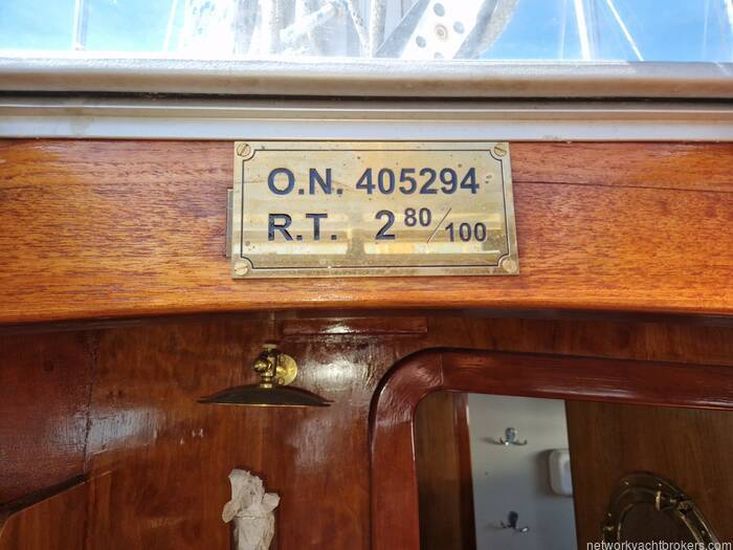 O.N. 405294
R.T. 2 80/100
networkyachtbrokers.com